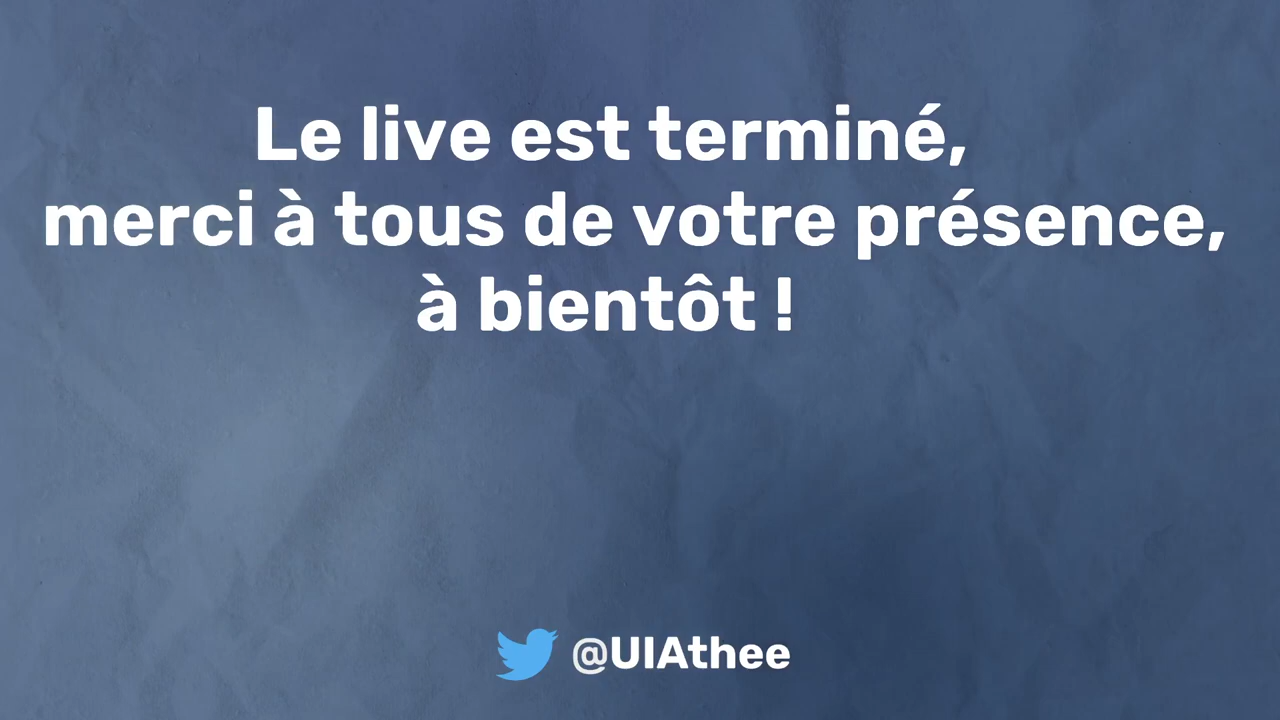 Le live est terminé,
merci à tous de votre présence,
à bientôt !
@UIAthee